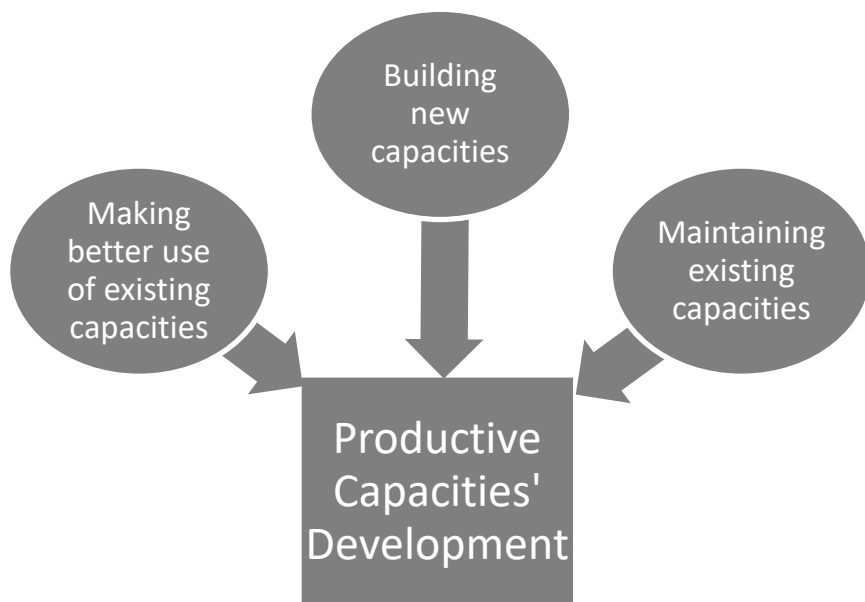 Building
new
capacities
Making
better use
of existing
capacities
Maintaining
existing
capacities
Productive
Capacities'
Development